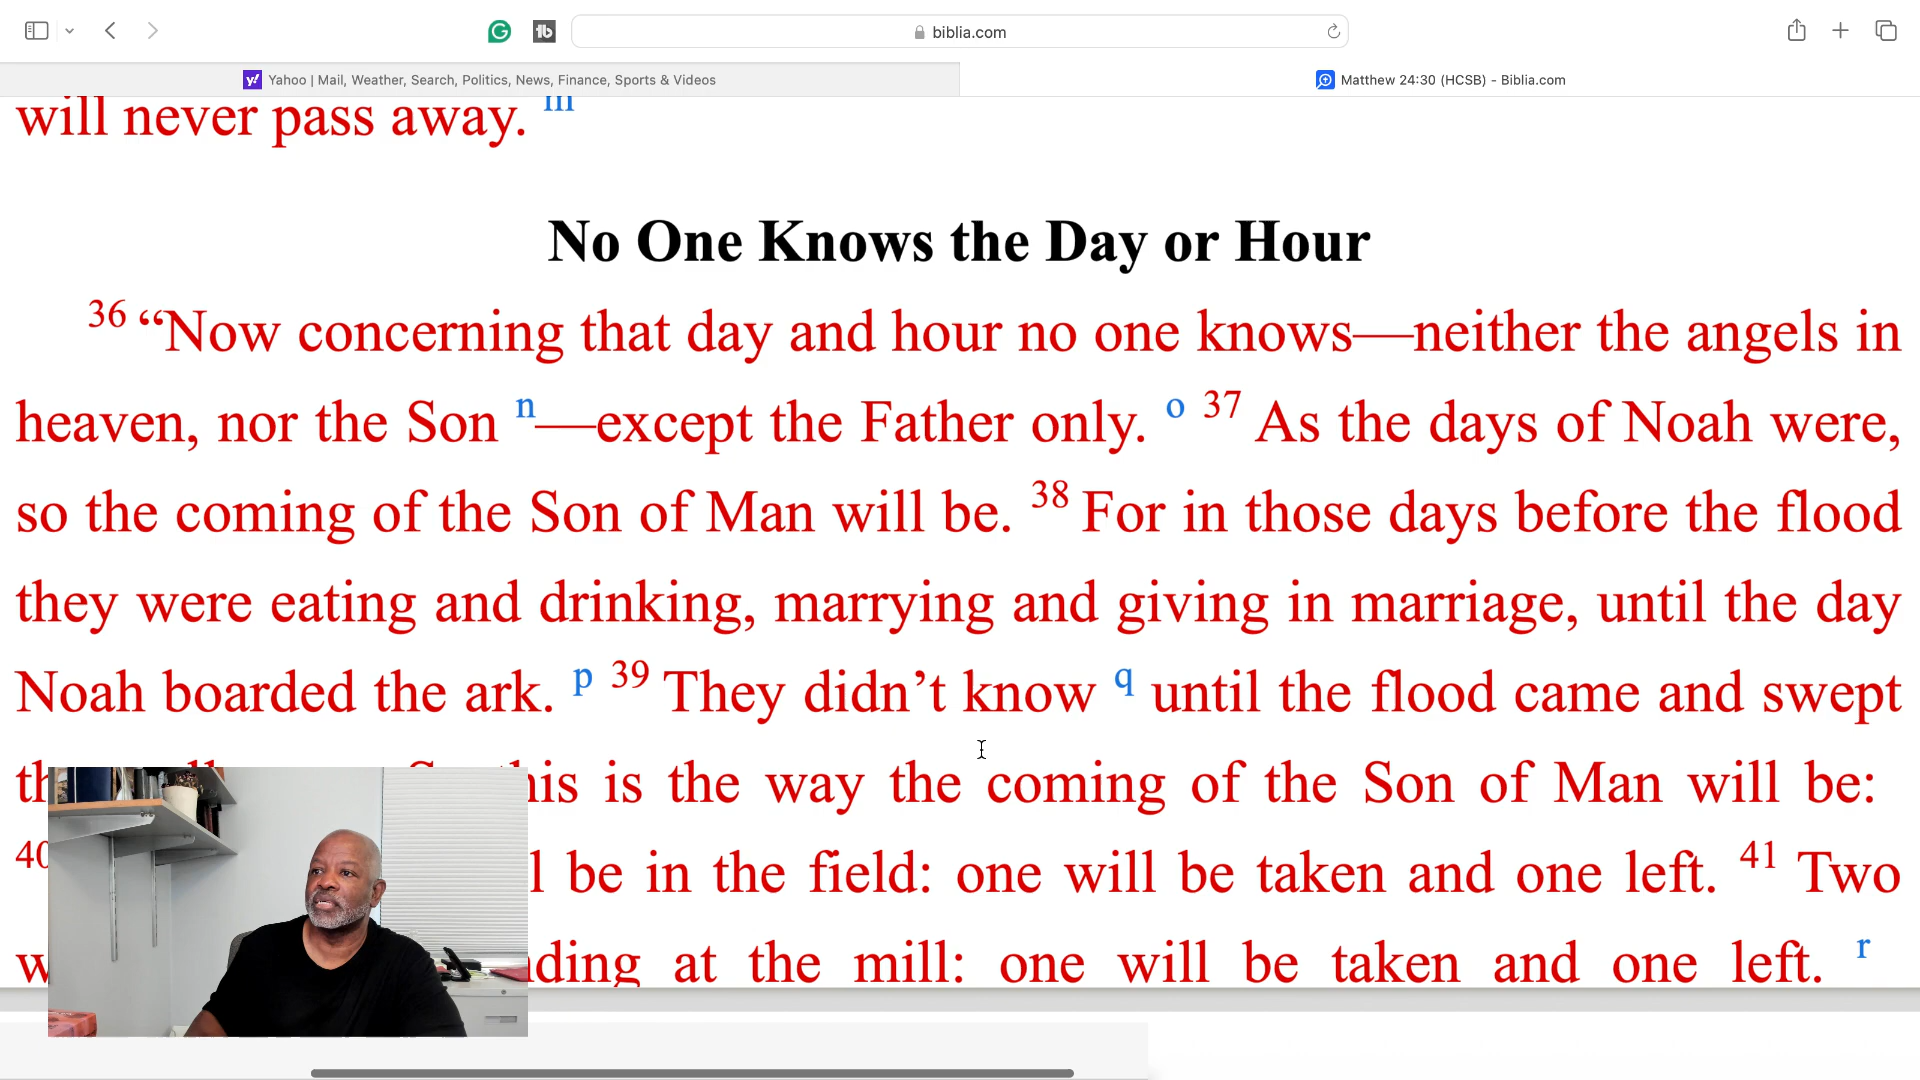 biblia.com
Yahoo | Mail, Weather, Search, Politics, News, Finance, Sports & Videos
Matthew 24:30 (HCSB) - Biblia.com
will never pass away. m
No One Knows the Day or Hour
36 “Now concerning that day and hour no one knows—neither the angels in
heaven, nor the Son n—except the Father only. o 37 As the days of Noah were,
so the coming of the Son of Man will be. 38 For in those days before the flood
they were eating and drinking, marrying and giving in marriage, until the day
Noah boarded the ark. p 39 They didn’t know q until the flood came and swept
is the way the coming of the Son of Man will be:
40 be in the field: one will be taken and one left. 41 Two
at the mill: one will be taken and one left. r